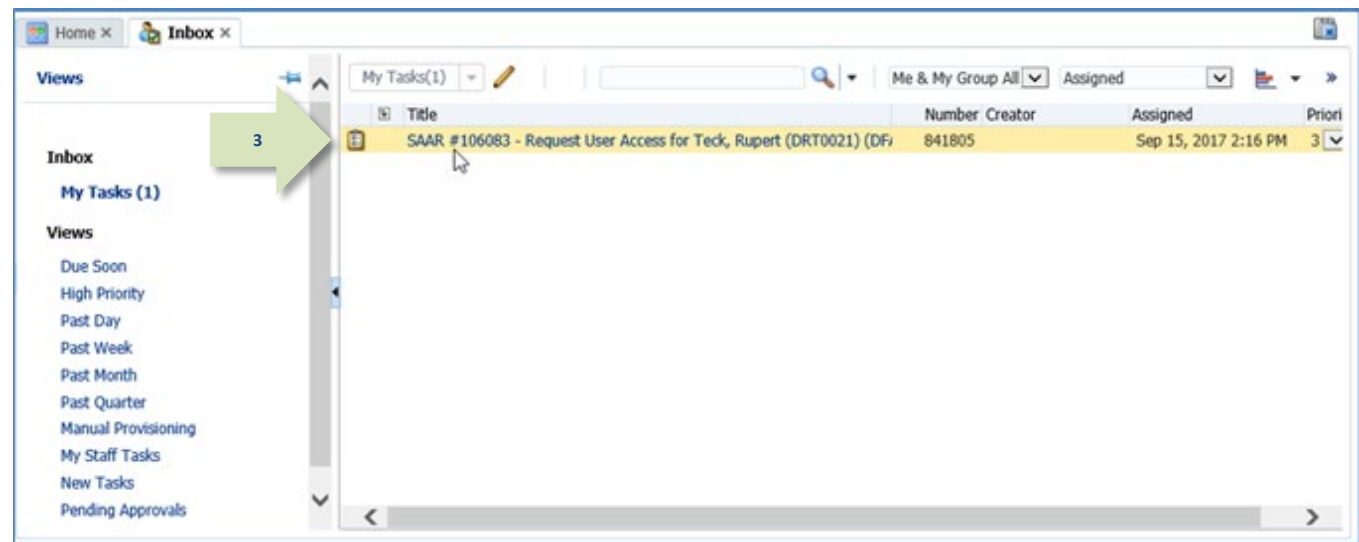 Home × Inbox ×
Views
My Tasks(1) Me & My Group All Assigned »
Title Number Creator Assigned Priori
3 SAAR #106083 - Request User Access for Teck, Rupert (DRT0021) (DF 841805 Sep 15, 2017 2:16 PM 3
Inbox
My Tasks (1)
Views
Due Soon
High Priority
Past Day
Past Week
Past Month
Past Quarter
Manual Provisioning
My Staff Tasks
New Tasks
Pending Approvals